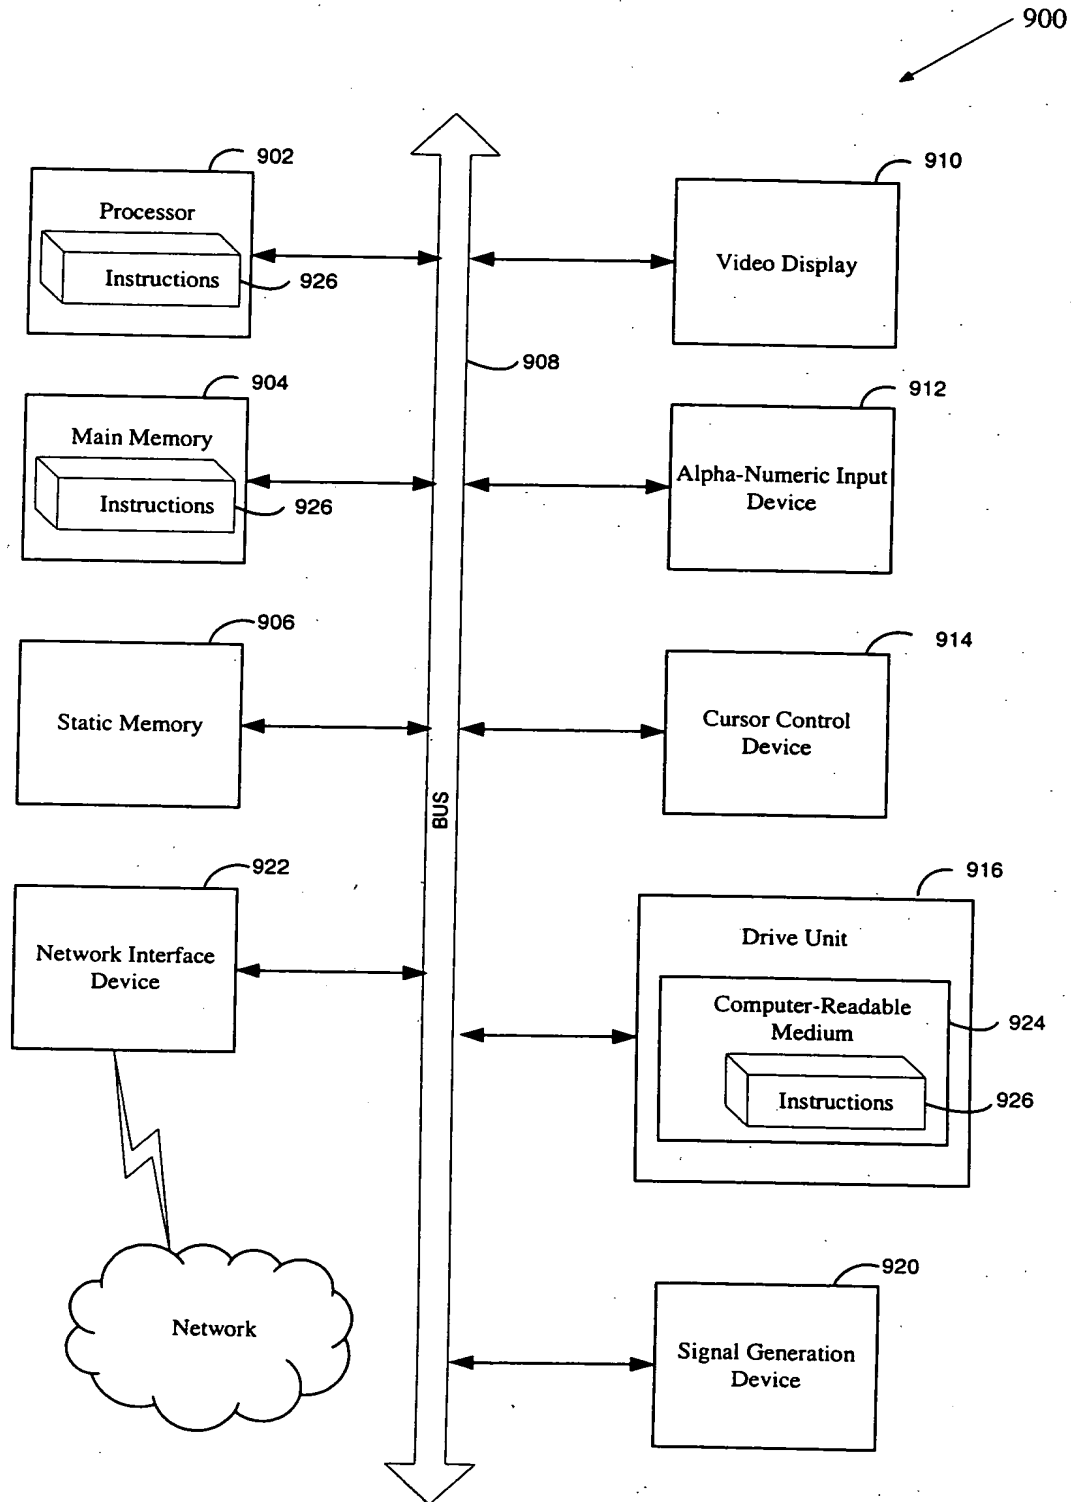 900
902
Processor
Instructions
926
904
Main Memory
Instructions
926
906
Static Memory
922
Network Interface
Device
Network
908
BUS
910
Video Display
912
Alpha-Numeric Input
Device
914
Cursor Control
Device
916
Drive Unit
Computer-Readable
Medium
924
Instructions
926
920
Signal Generation
Device